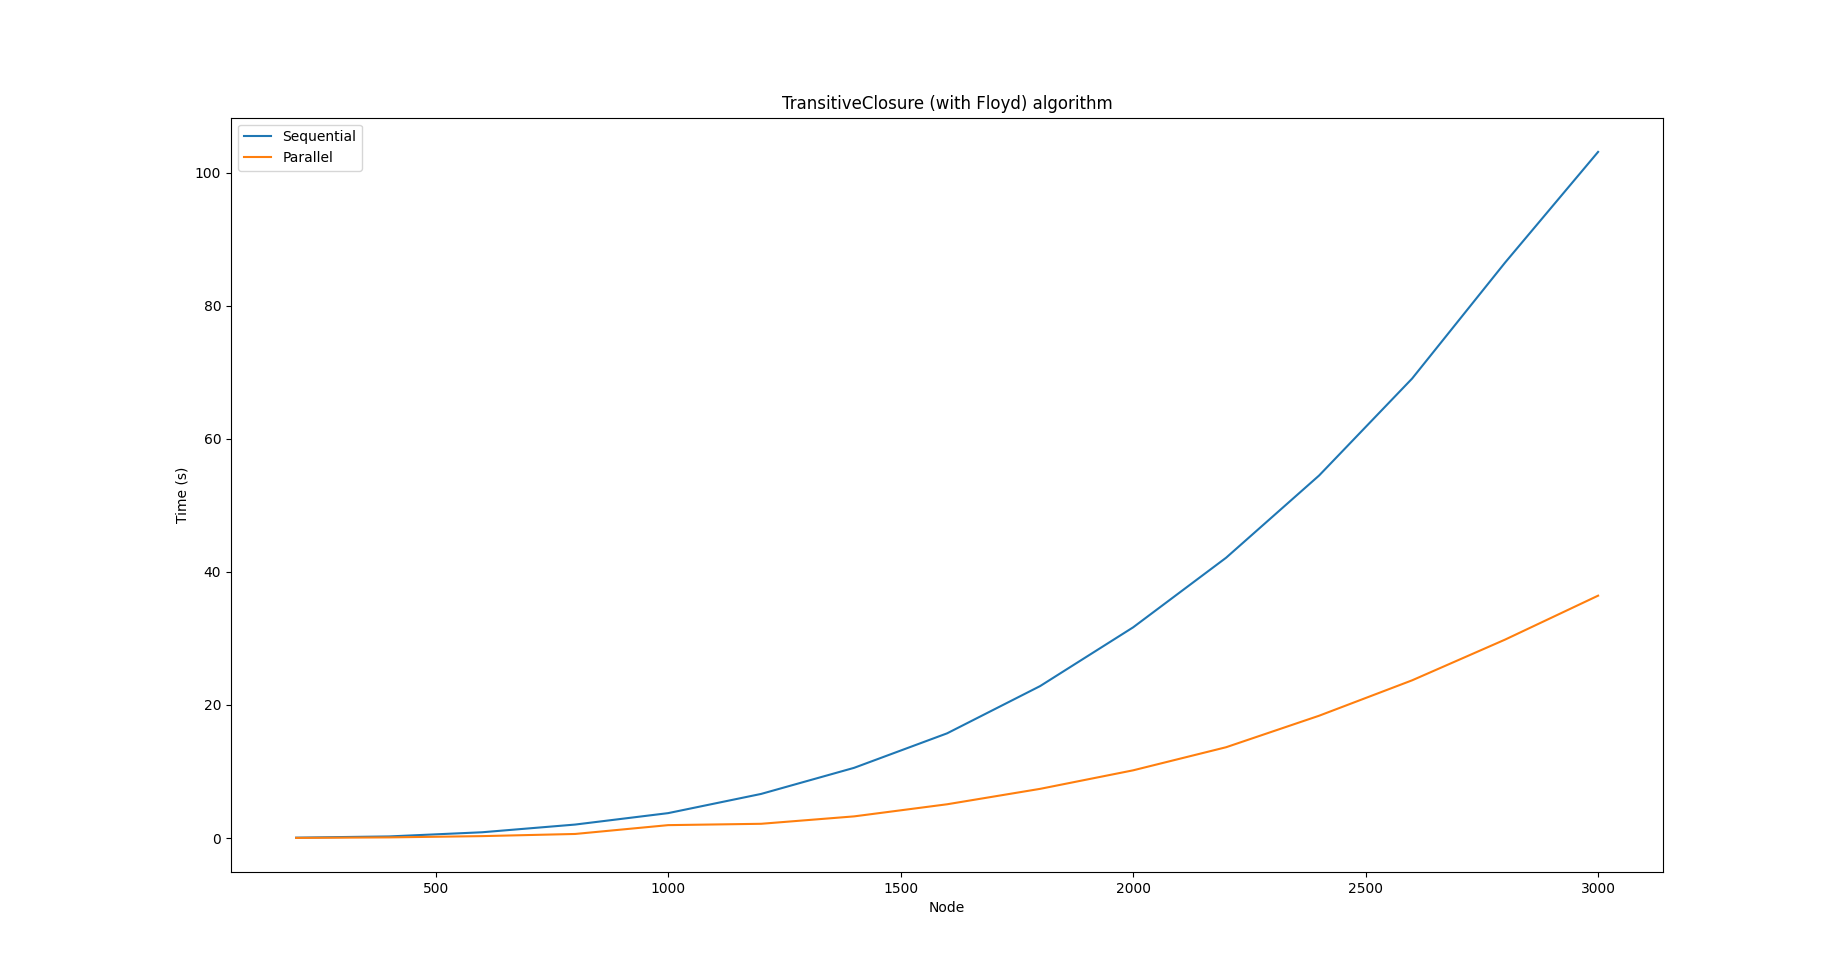 TransitiveClosure (with Floyd) algorithm
Sequential
Parallel
100
80
60
40
20
0
Time (s)
500 1000 1500 2000 2500 3000
Node